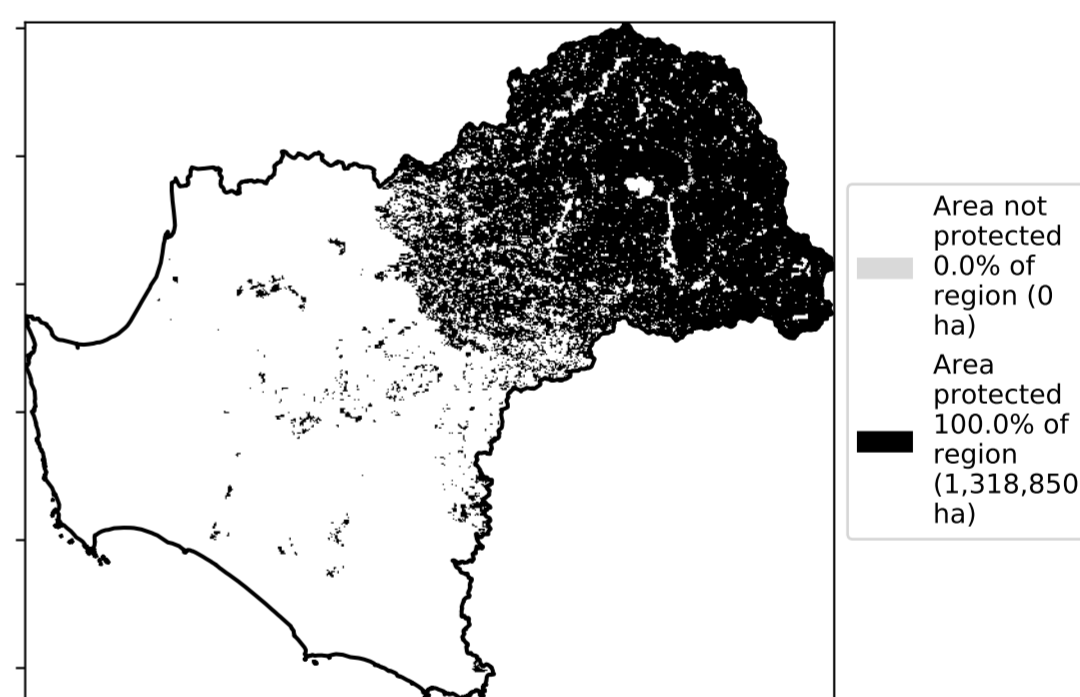 Area not
protected
0.0% of
region (0
ha)
Area
protected
100.0% of
region
(1,318,850
ha)